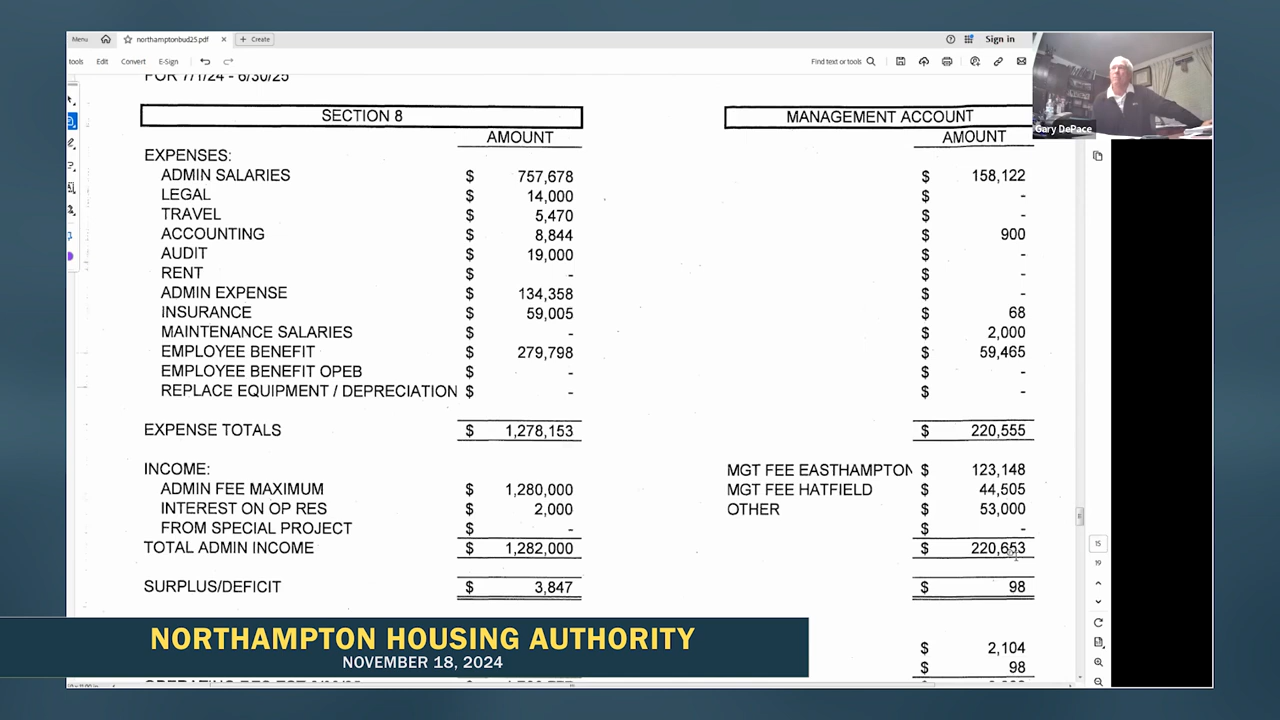 Menu northamptonbud25.pdf × + Create Sign in
tools Edit Convert E-Sign Find text or tools
FOR 7/1/24 - 6/30/25
SECTION 8 MANAGEMENT ACCOUNT
AMOUNT AMOUNT
Gary DePace
EXPENSES:
ADMIN SALARIES $ 757,678 $ 158,122
LEGAL $ 14,000 $ -
TRAVEL $ 5,470 $ -
ACCOUNTING $ 8,844 $ 900
AUDIT $ 19,000 $ -
RENT $ - $ -
ADMIN EXPENSE $ 134,358 $ -
INSURANCE $ 59,005 $ 68
MAINTENANCE SALARIES $ - $ 2,000
EMPLOYEE BENEFIT $ 279,798 $ 59,465
EMPLOYEE BENEFIT OPEB $ - $ -
REPLACE EQUIPMENT / DEPRECIATION $ - $ -
EXPENSE TOTALS $ 1,278,153 $ 220,555
INCOME: MGT FEE EASTHAMPTON $ 123,148
ADMIN FEE MAXIMUM $ 1,280,000 MGT FEE HATFIELD $ 44,505
INTEREST ON OP RES $ 2,000 OTHER $ 53,000
FROM SPECIAL PROJECT $ - $ -
TOTAL ADMIN INCOME $ 1,282,000 $ 220,653
15
19
SURPLUS/DEFICIT $ 3,847 $ 98
NORTHAMPTON HOUSING AUTHORITY
NOVEMBER 18, 2024
$ 2,104
$ 98